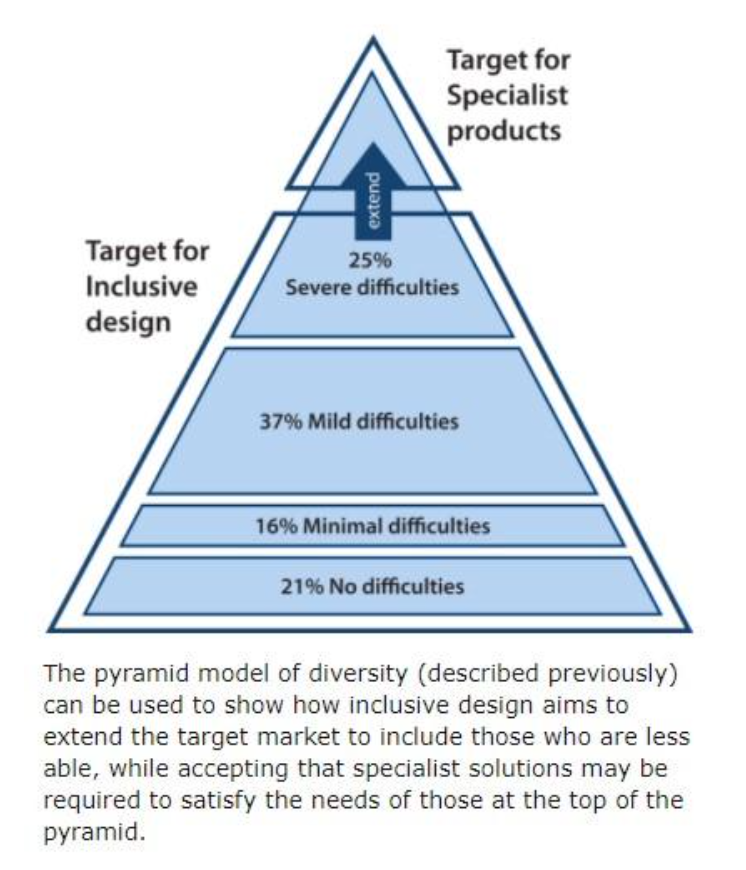 Target for
Specialist
products
extend
Target for
Inclusive
design
25%
Severe difficulties
37% Mild difficulties
16% Minimal difficulties
21% No difficulties
The pyramid model of diversity (described previously)
can be used to show how inclusive design aims to
extend the target market to include those who are less
able, while accepting that specialist solutions may be
required to satisfy the needs of those at the top of the
pyramid.